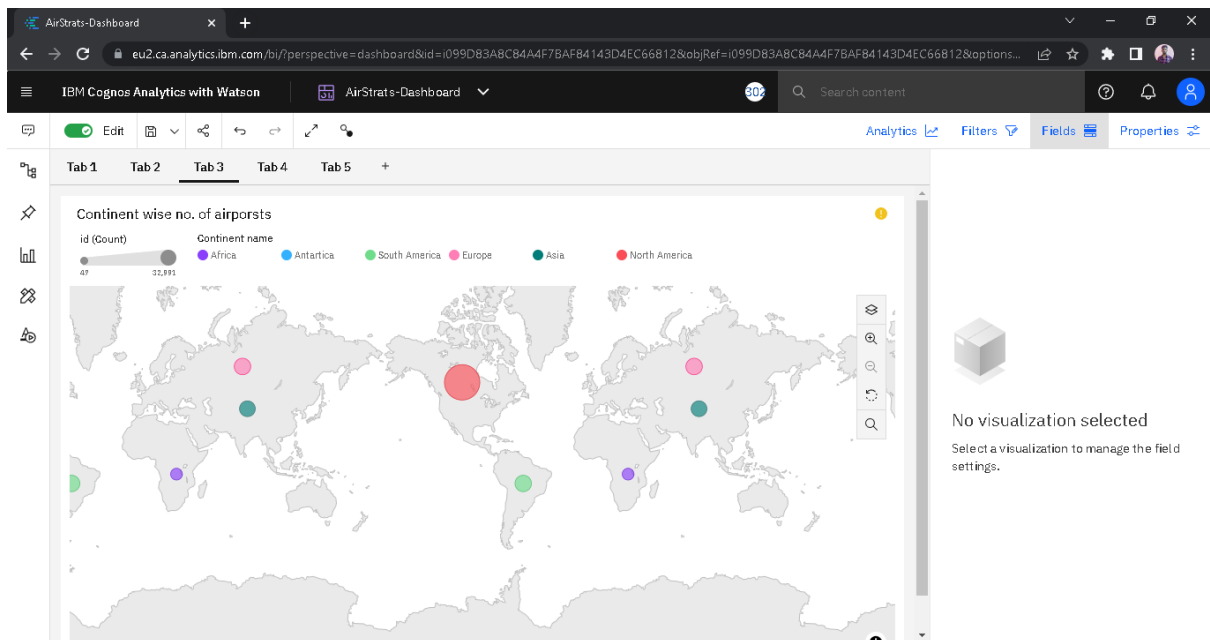 AirStrats-Dashboard
eu2.ca.analytics.ibm.com/bi/?perspective=dashboard&id=i099D83A8C84A4F7BAF84143D4EC66812&objRef=i099D83A8C84A4F7BAF84143D4EC66812&options...
IBM Cognos Analytics with Watson
AirStrats-Dashboard
302
Search content
Edit
Analytics
Filters
Fields
Properties
Tab 1
Tab 2
Tab 3
Tab 4
Tab 5
+
Continent wise no. of airporsts
id (Count)
Continent name
Africa
Antartica
South America
Europe
Asia
North America
No visualization selected
Select a visualization to manage the field
settings.